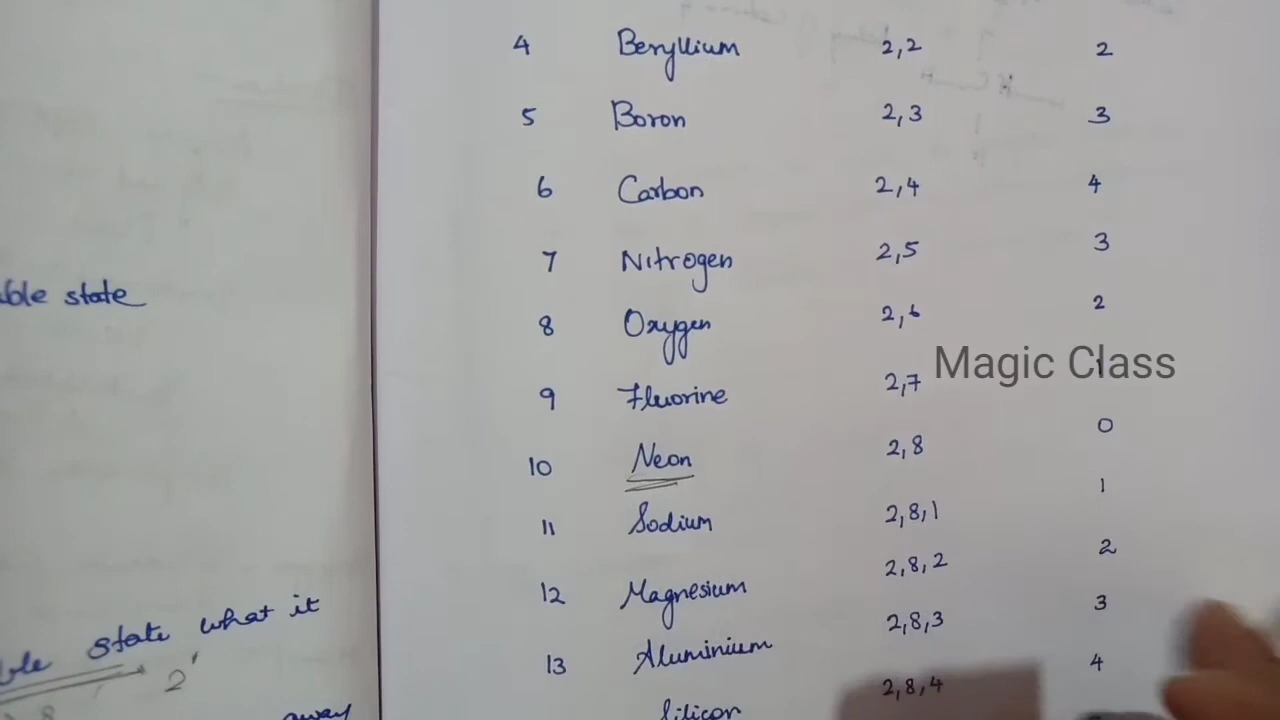 4 Beryllium 2,2 2
5 Boron 2,3 3
6 Carbon 2,4 4
7 Nitrogen 2,5 3
8 Oxygen 2,6 2
9 Fluorine 2,7
Magic Class
10 Neon 2,8 0
11 Sodium 2,8,1 1
12 Magnesium 2,8,2 2
13 Aluminium 2,8,3 3
Silicon 2,8,4 4
state
state what it
2'
away